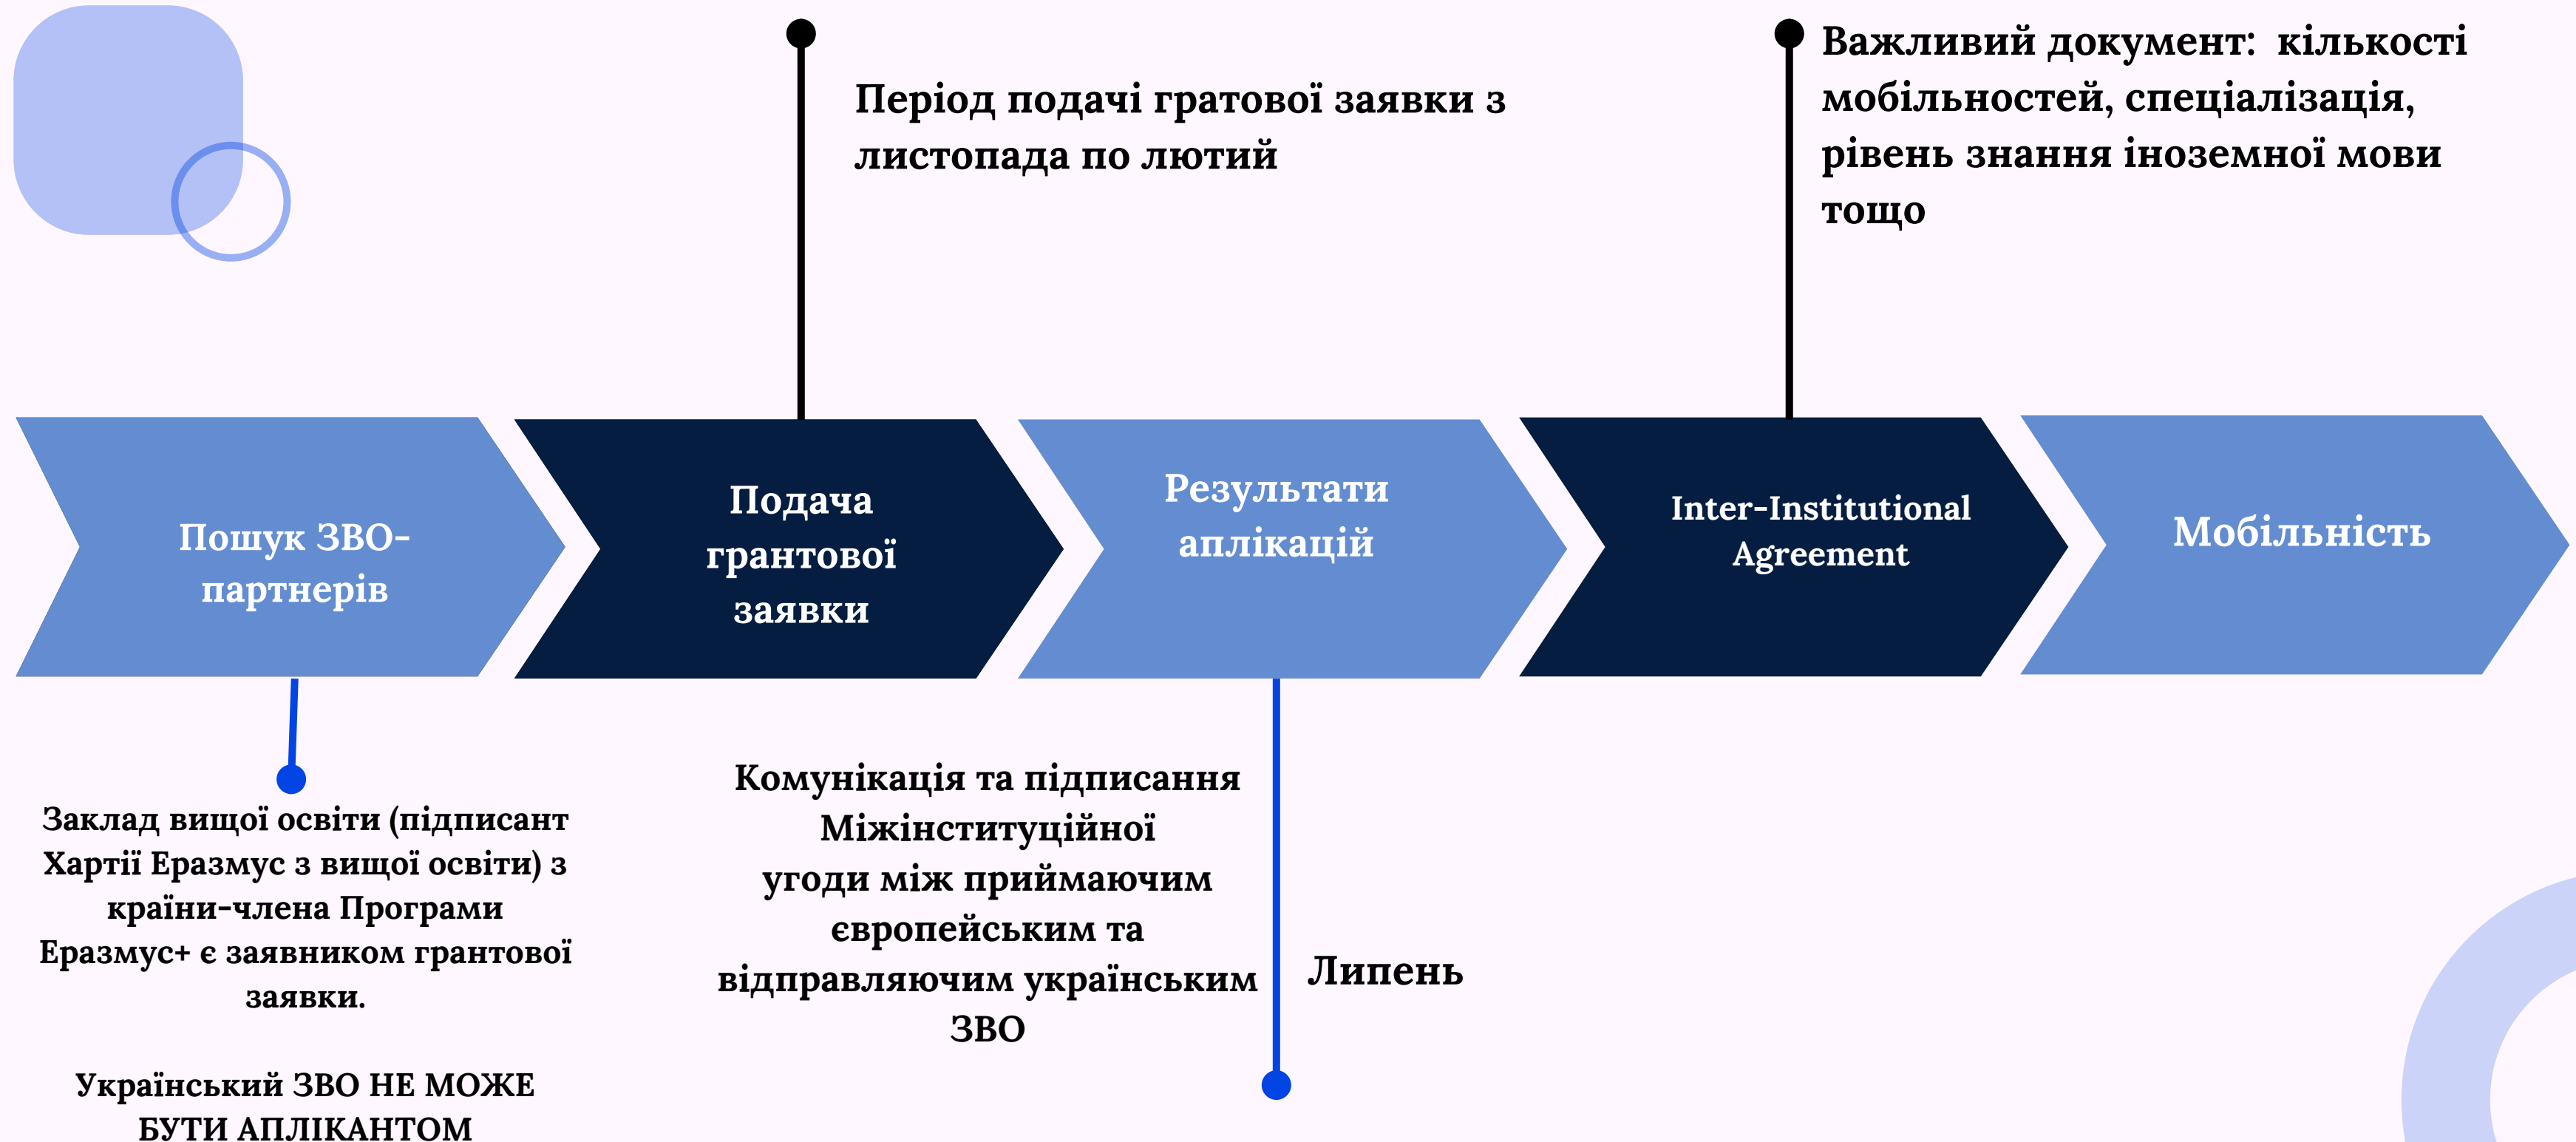 Період подачі гратової заявки з
листопада по лютий
Важливий документ:  кількості
мобільностей, спеціалізація,
рівень знання іноземної мови
тощо
Пошук ЗВО-
партнерів
Подача
грантової
заявки
Результати
аплікацій
Inter-Institutional
Agreement
Мобільність
Заклад вищої освіти (підписант
Хартії Еразмус з вищої освіти) з
країни-члена Програми
Еразмус+ є заявником грантової
заявки.
Український ЗВО НЕ МОЖЕ
БУТИ АПЛІКАНТОМ
Комунікація та підписання
Міжінституційної
угоди між приймаючим
європейським та
відправляючим українським
ЗВО
Липень